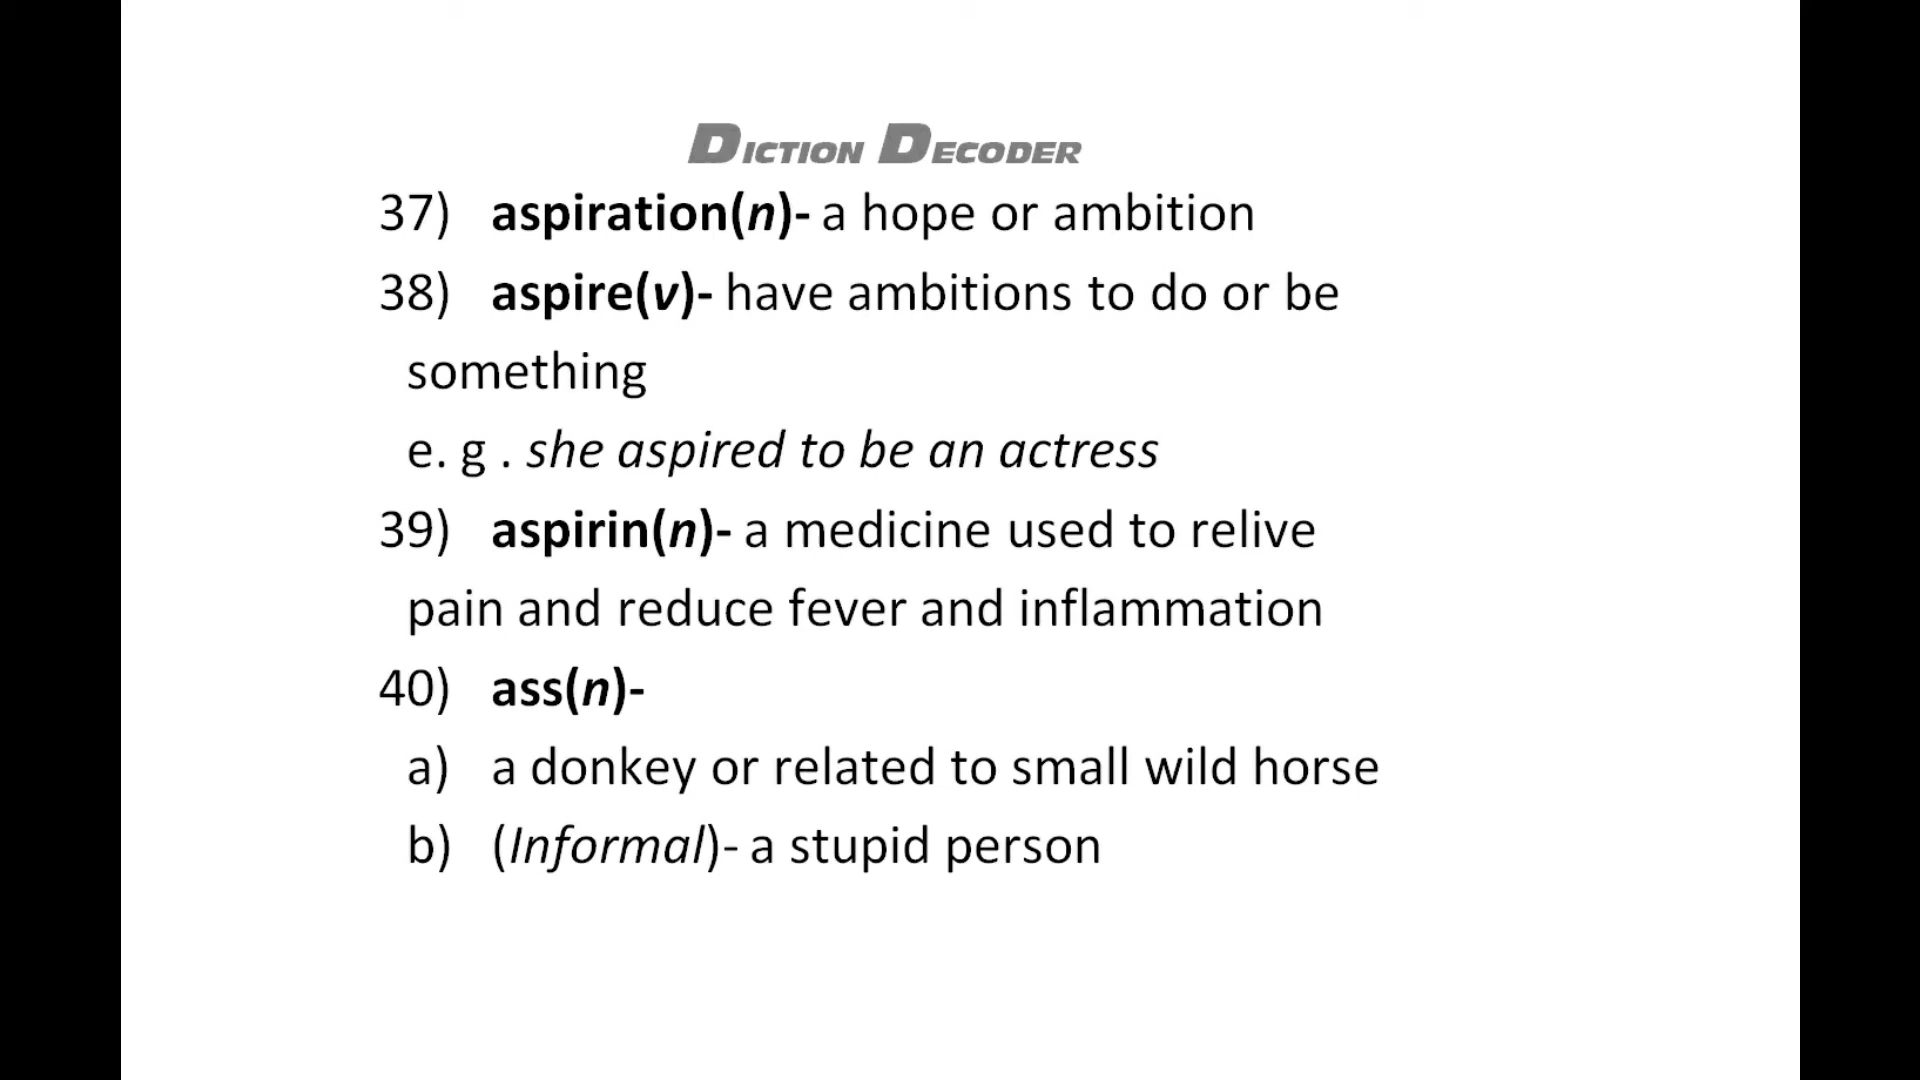 DICTION DECODER
37) aspiration(n)- a hope or ambition
38) aspire(v)- have ambitions to do or be
something
e. g . she aspired to be an actress
39) aspirin(n)- a medicine used to relive
pain and reduce fever and inflammation
40) ass(n)-
a) a donkey or related to small wild horse
b) (Informal)- a stupid person